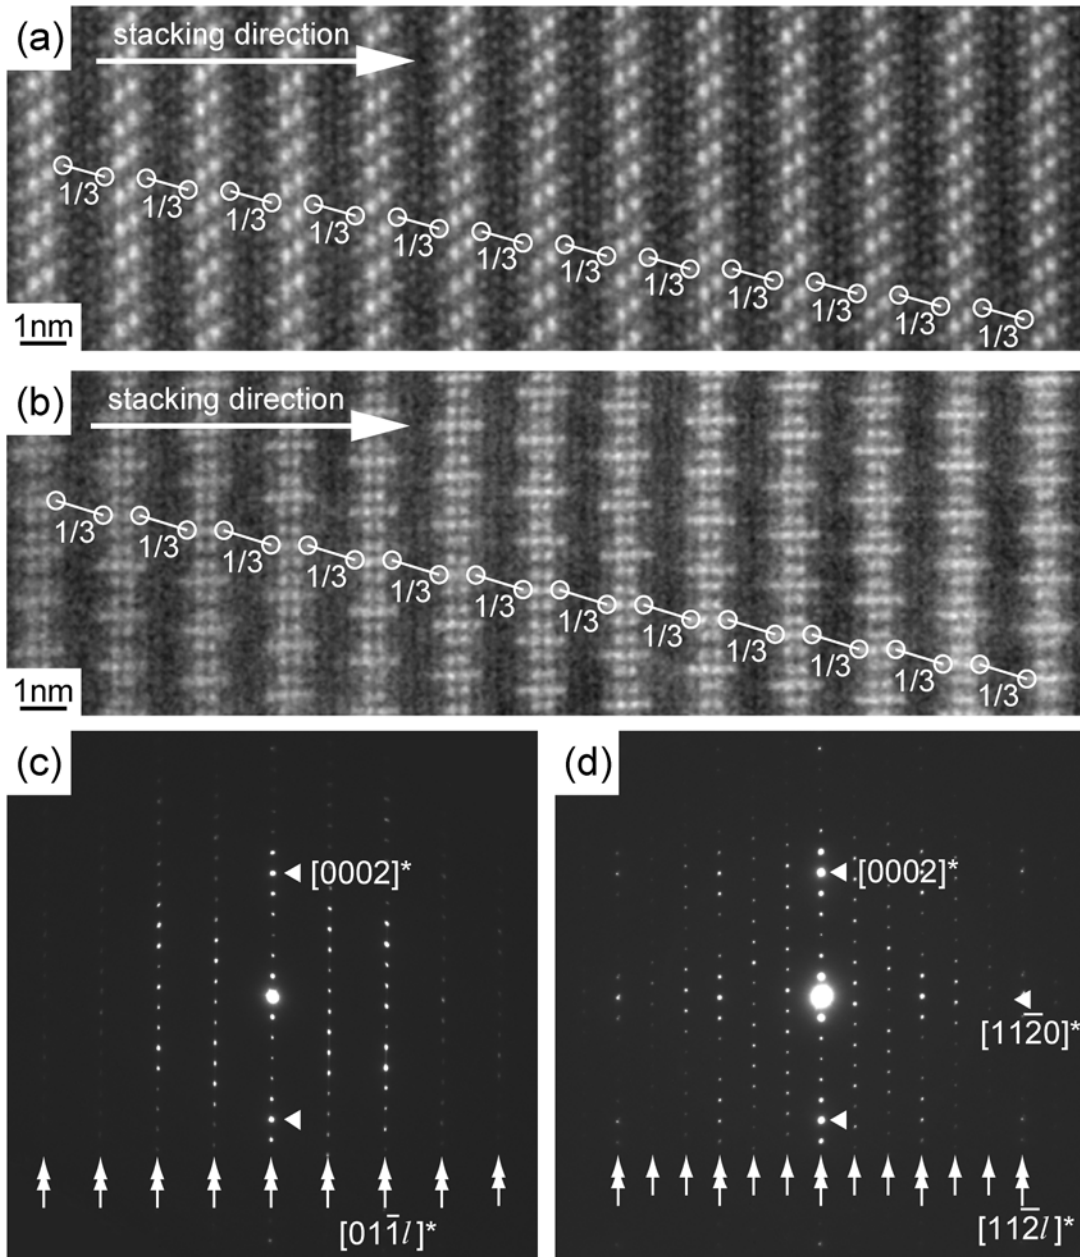 (a)
stacking direction
1/3
1/3
1/3
1/3
1/3
1/3
1/3
1/3
1/3
1/3
1/3
1/3
1nm
(b)
stacking direction
1/3
1/3
1/3
1/3
1/3
1/3
1/3
1/3
1/3
1/3
1/3
1/3
1nm
(c)
[0002]*
[011̅l]*
(d)
[0002]*
[112̅0]*
[112̅l]*